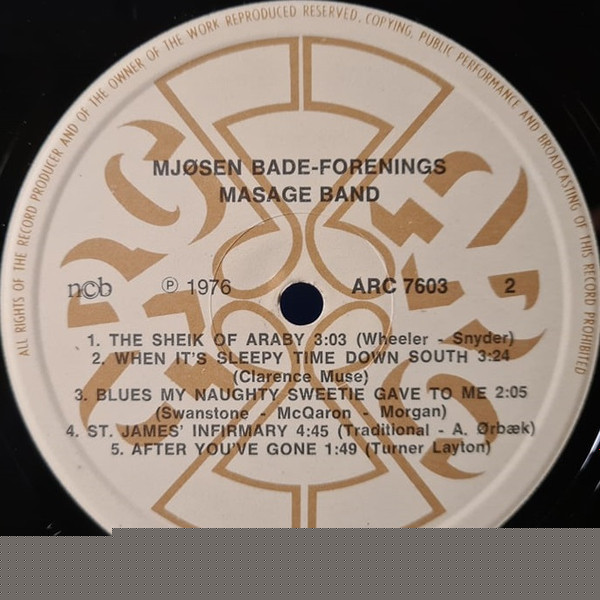 ALL RIGHTS OF THE RECORD PRODUCER AND OF THE OWNER OF THE WORK REPRODUCED RESERVED. COPYING, PUBLIC PERFORMANCE AND BROADCASTING OF THIS RECORD PROHIBITED
MJØSEN BADE-FORENINGS
MASAGE BAND
ncb ℗ 1976 ARC 7603 2
1. THE SHEIK OF ARABY 3:03 (Wheeler - Snyder)
2. WHEN IT'S SLEEPY TIME DOWN SOUTH 3:24
(Clarence Muse)
3. BLUES MY NAUGHTY SWEETIE GAVE TO ME 2:05
(Swanstone - McQaron - Morgan)
4. ST. JAMES' INFIRMARY 4:45 (Traditional - A. Ørbæk)
5. AFTER YOU'VE GONE 1:49 (Turner Layton)